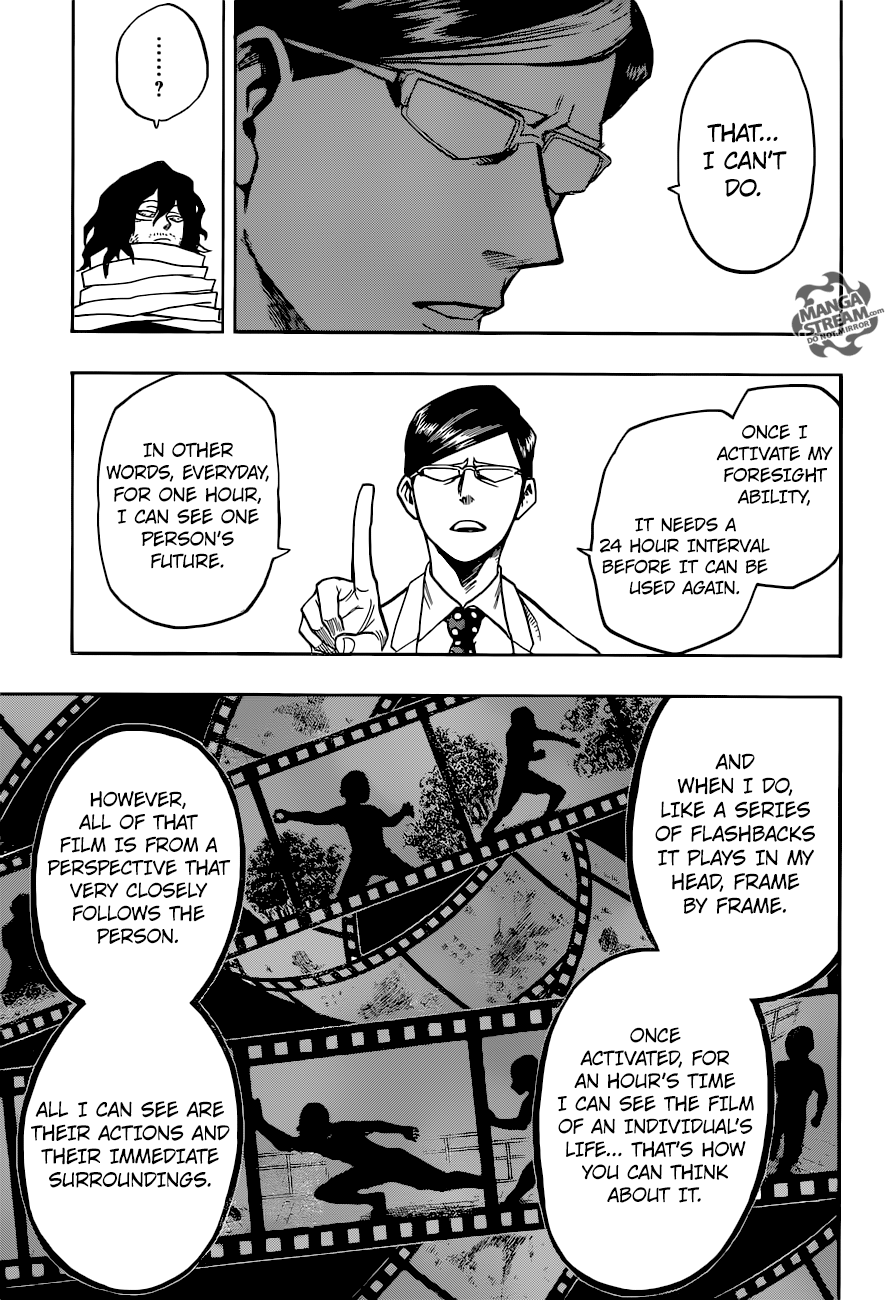 THAT...
I CAN'T
DO.
......
?
MANGA
STREAM.com
DO NOT MIRROR
ONCE I
ACTIVATE MY
FORESIGHT
ABILITY,
IT NEEDS A
24 HOUR INTERVAL
BEFORE IT CAN BE
USED AGAIN.
IN OTHER
WORDS, EVERYDAY,
FOR ONE HOUR,
I CAN SEE ONE
PERSON'S
FUTURE.
AND
WHEN I DO,
LIKE A SERIES
OF FLASHBACKS
IT PLAYS IN MY
HEAD, FRAME
BY FRAME.
ONCE
ACTIVATED, FOR
AN HOUR'S TIME
I CAN SEE THE FILM
OF AN INDIVIDUAL'S
LIFE... THAT'S HOW
YOU CAN THINK
ABOUT IT.
HOWEVER,
ALL OF THAT
FILM IS FROM A
PERSPECTIVE THAT
VERY CLOSELY
FOLLOWS THE
PERSON.
ALL I CAN SEE ARE
THEIR ACTIONS AND
THEIR IMMEDIATE
SURROUNDINGS.